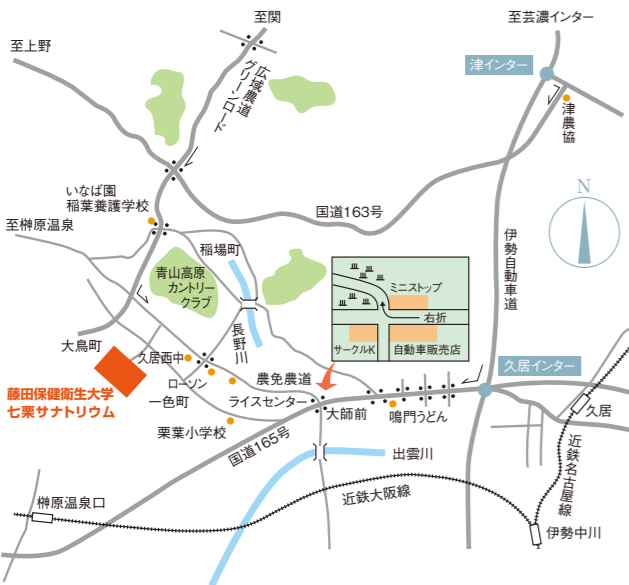 至関
至芸濃インター
至上野
津インター
広域農道
グリーンロード
津農協
いなば園
稲葉養護学校
国道163号
N
至榊原温泉
稲場町
伊勢自動車道
青山高原
カントリー
クラブ
ミニストップ
右折
サークルK
自動車販売店
長野川
大鳥町
久居西中
久居インター
農免農道
藤田保健衛生大学
七栗サナトリウム
ローソン
一色町
ライスセンター
大師前
鳴門うどん
久居
栗葉小学校
国道165号
出雲川
近鉄名古屋線
榊原温泉口
近鉄大阪線
伊勢中川